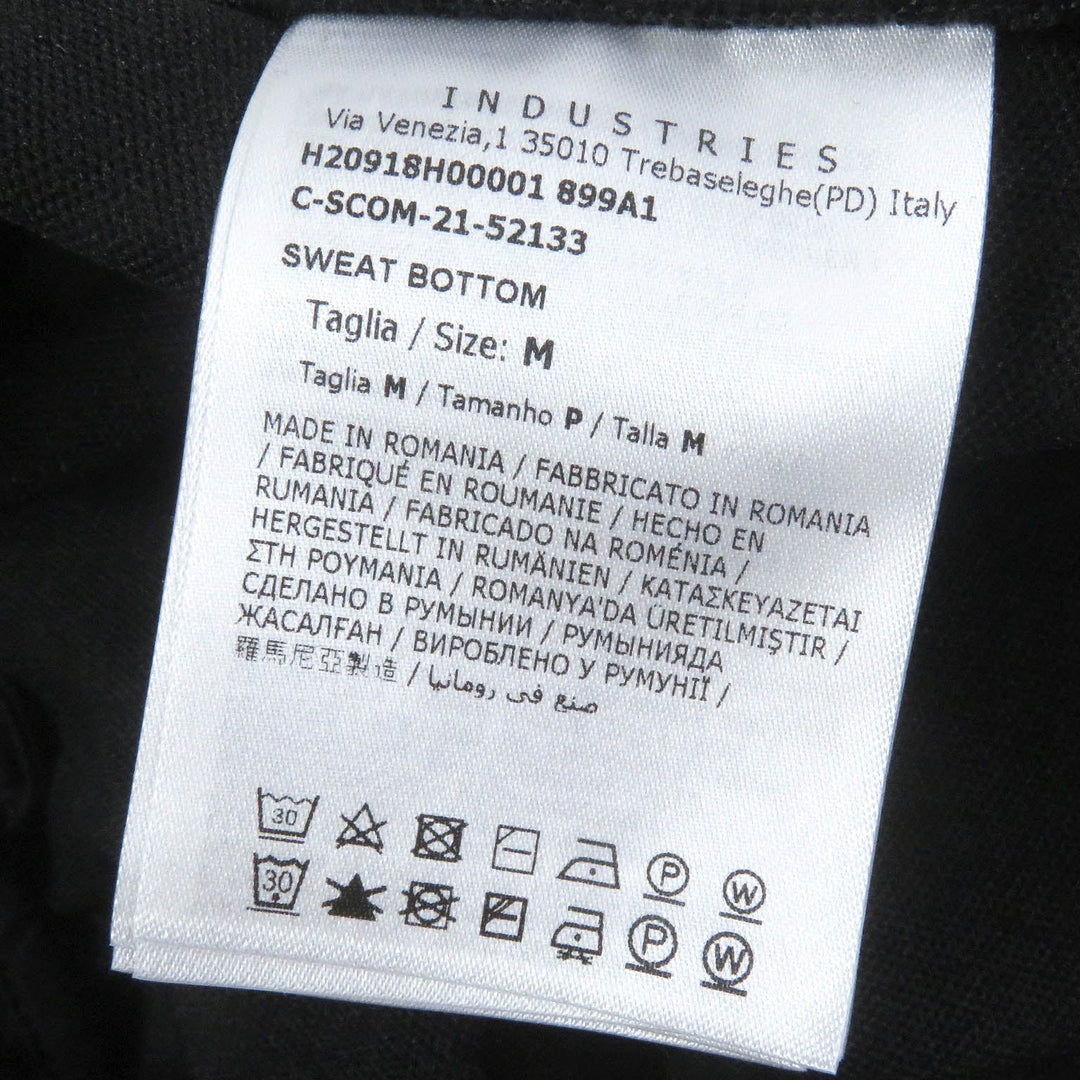 INDUSTRIES
Via Venezia,1 35010 Trebaseleghe(PD) Italy
H20918H00001 899A1
C-SCOM-21-52133
SWEAT BOTTOM
Taglia / Size: M
Taglia M / Tamanho P / Talla M
MADE IN ROMANIA / FABBRICATO IN ROMANIA
/ FABRIQUÉ EN ROUMANIE / HECHO EN
RUMANIA / FABRICADO NA ROMÉNIA /
HERGESTELLT IN RUMÄNIEN / ΚΑΤΑΣΚΕΥΑΖΕΤΑΙ
ΣΤΗ ΡΟΥΜΑΝΙΑ / ROMANYA'DA ÜRETILMIŞTIR /
СДЕЛАНО В РУМЫНИИ / РУМЫНИЯДА
ЖАСАЛҒАН / ВИРОБЛЕНО У РУМУНІЇ /
羅馬尼亞製造 / صنع في رومانيا
30 P W
30 P W